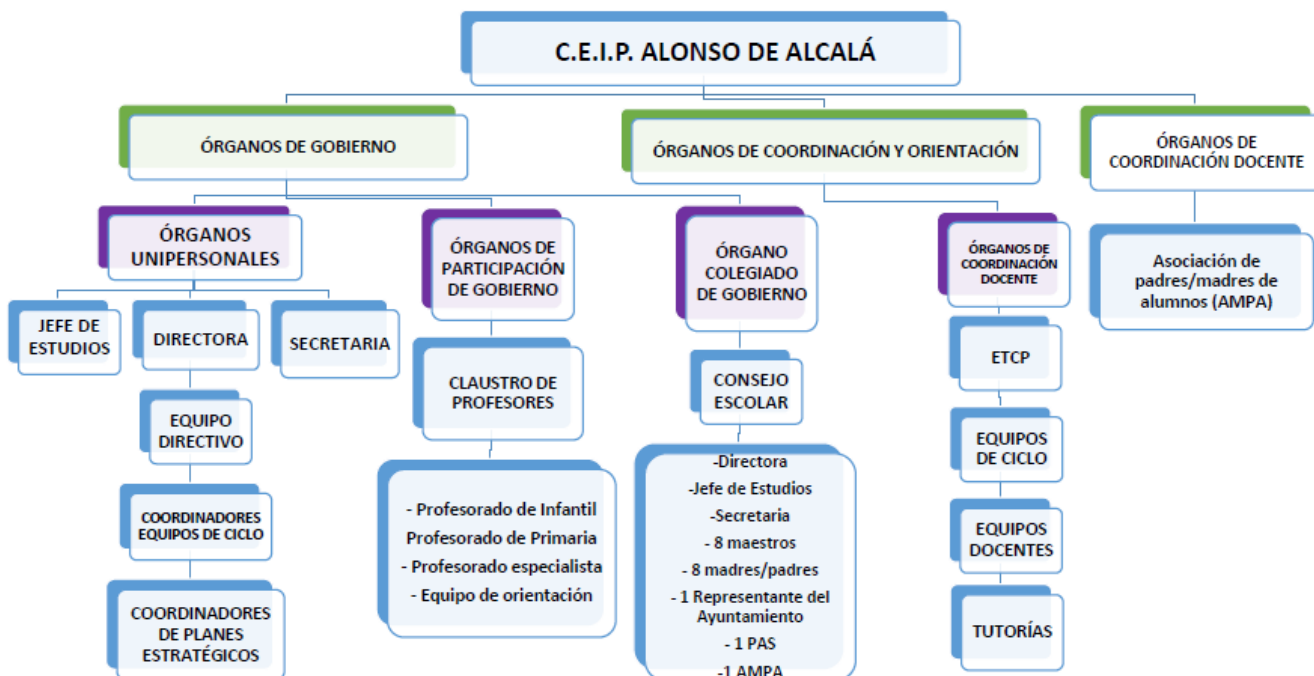 C.E.I.P. ALONSO DE ALCALÁ
ÓRGANOS DE GOBIERNO
ÓRGANOS DE COORDINACIÓN Y ORIENTACIÓN
ÓRGANOS DE
COORDINACIÓN DOCENTE
ÓRGANOS
UNIPERSONALES
ÓRGANOS DE
PARTICIPACIÓN
DE GOBIERNO
ÓRGANO
COLEGIADO
DE GOBIERNO
ÓRGANOS DE
COORDINACIÓN
DOCENTE
Asociación de
padres/madres de
alumnos (AMPA)
JEFE DE
ESTUDIOS
DIRECTORA
SECRETARIA
CLAUSTRO DE
PROFESORES
CONSEJO
ESCOLAR
ETCP
EQUIPO
DIRECTIVO
EQUIPOS
DE CICLO
COORDINADORES
EQUIPOS DE CICLO
- Profesorado de Infantil
Profesorado de Primaria
- Profesorado especialista
- Equipo de orientación
-Directora
-Jefe de Estudios
-Secretaria
- 8 maestros
- 8 madres/padres
- 1 Representante del
Ayuntamiento
- 1 PAS
-1 AMPA
EQUIPOS
DOCENTES
COORDINADORES
DE PLANES
ESTRATÉGICOS
TUTORÍAS